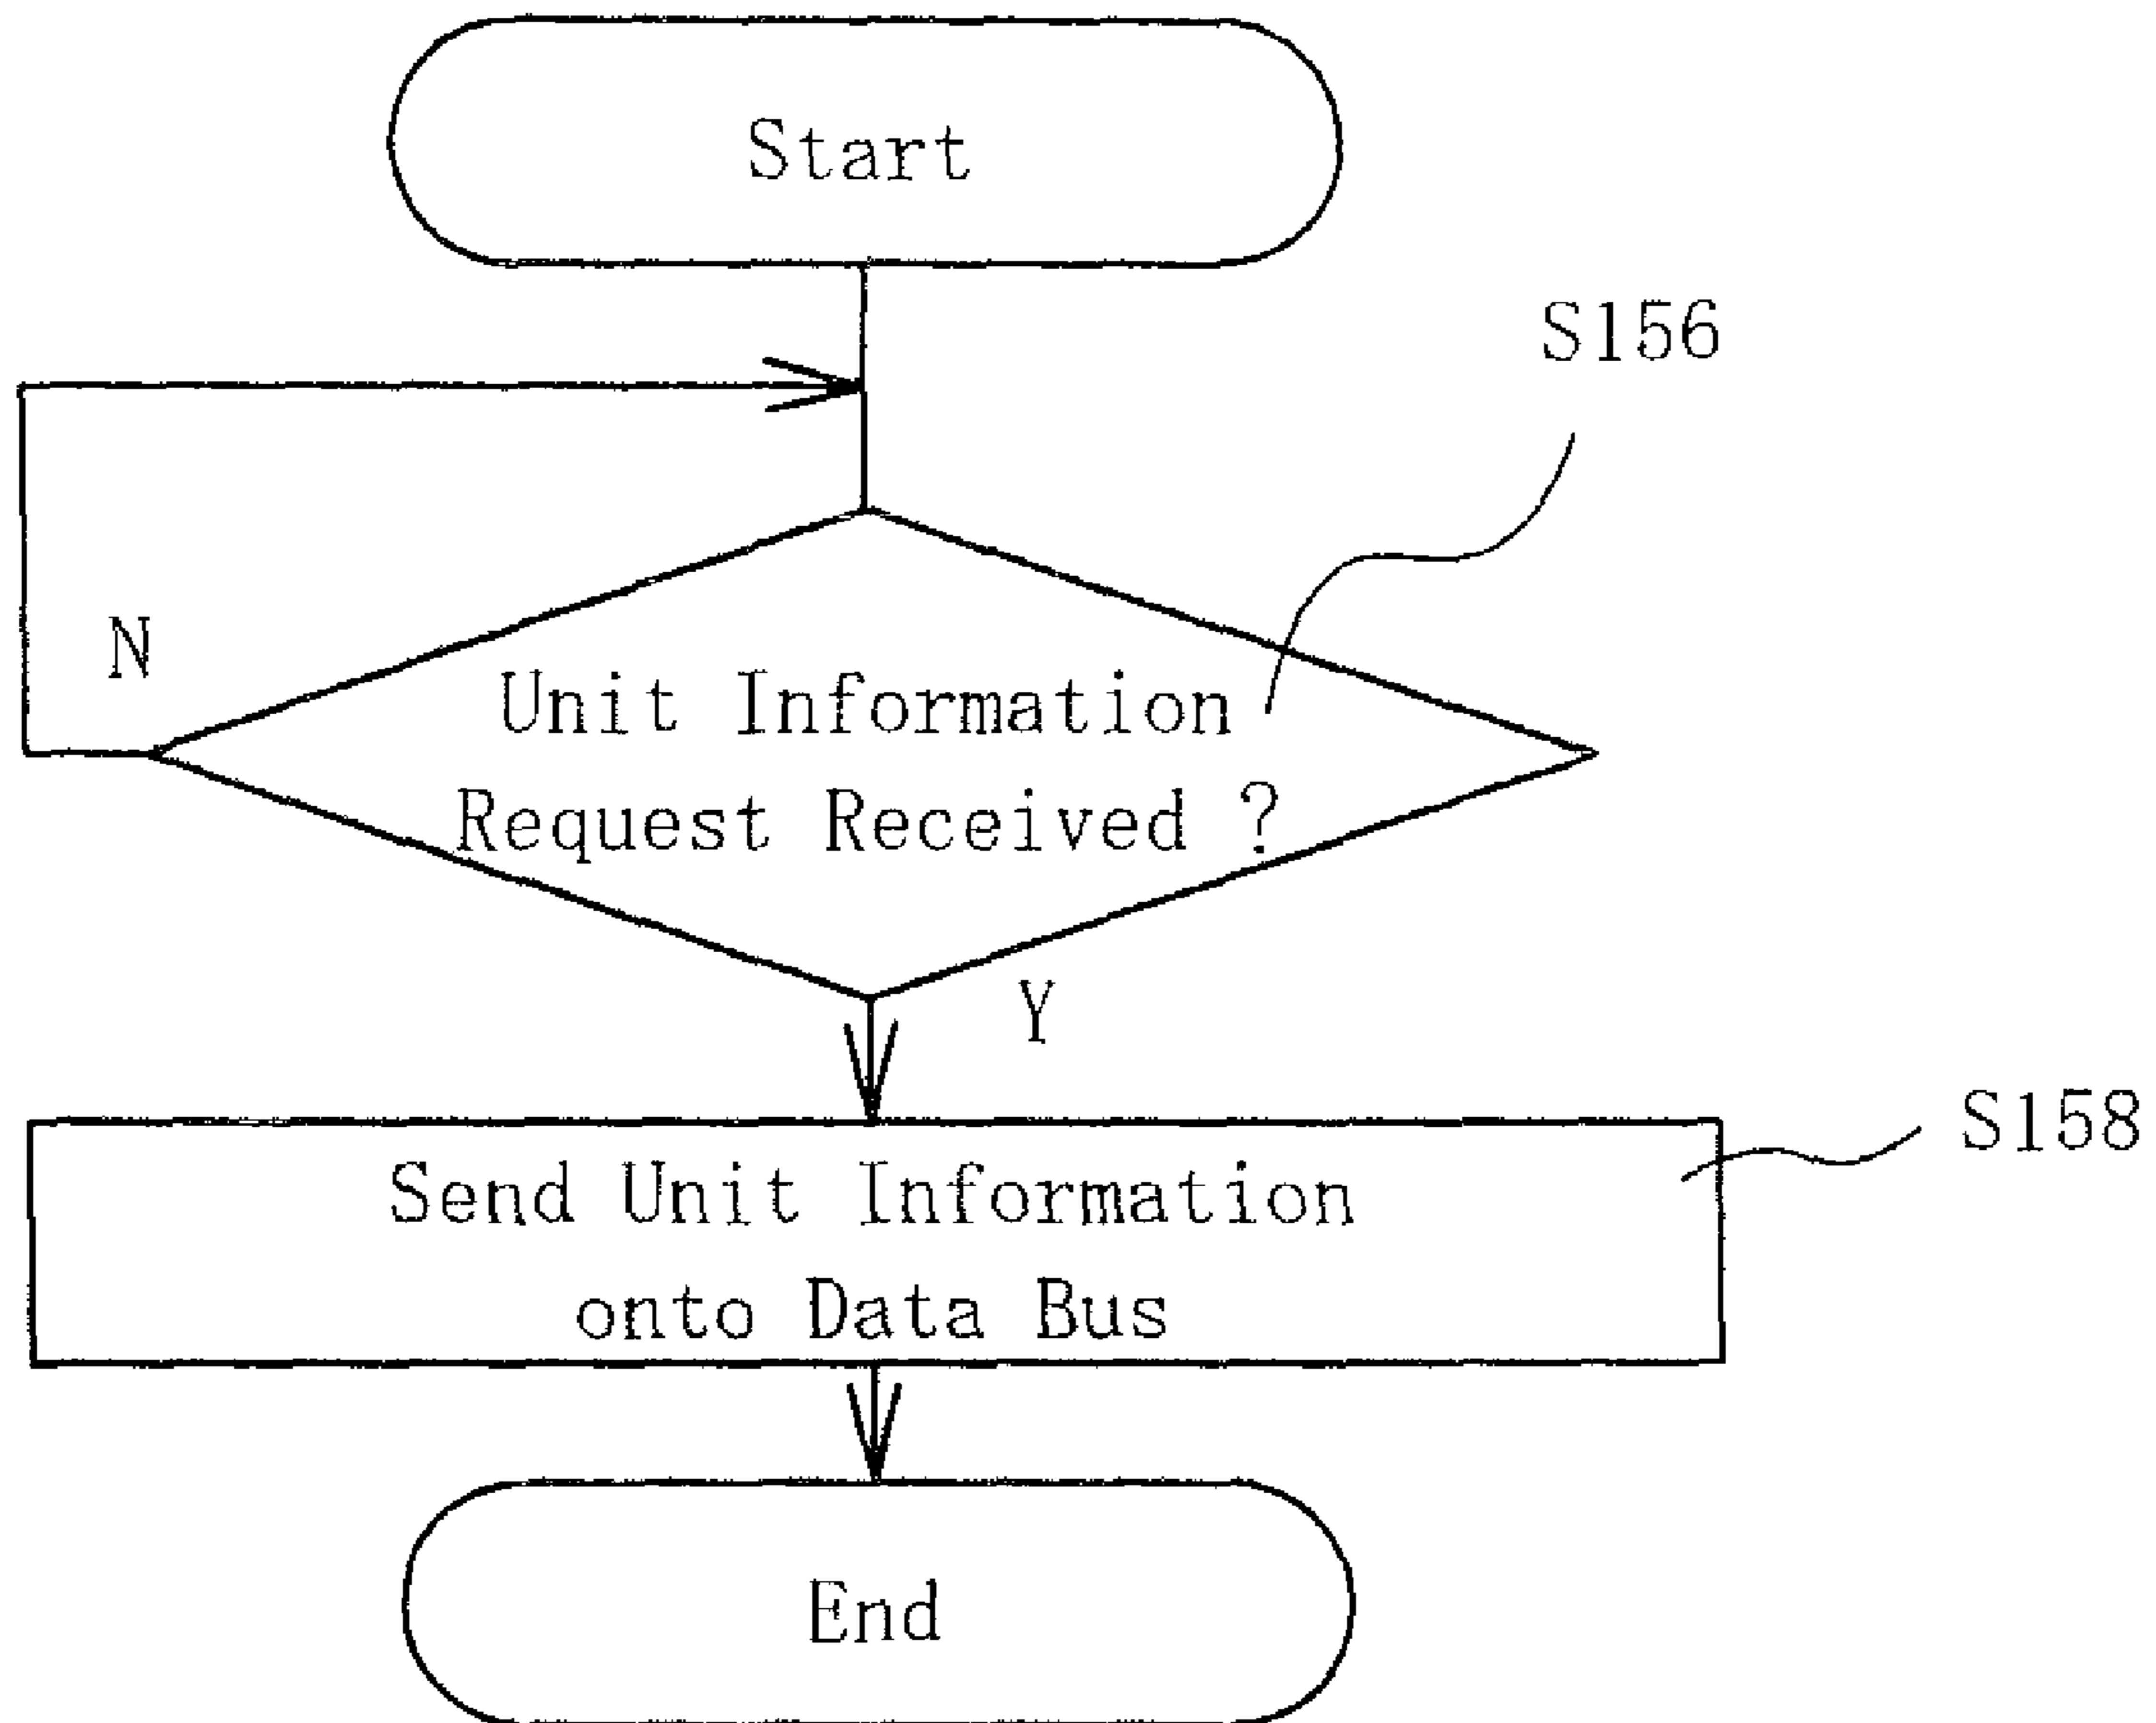 Start
S156
N
Unit Information
Request Received ?
Y
S158
Send Unit Information
onto Data Bus
End